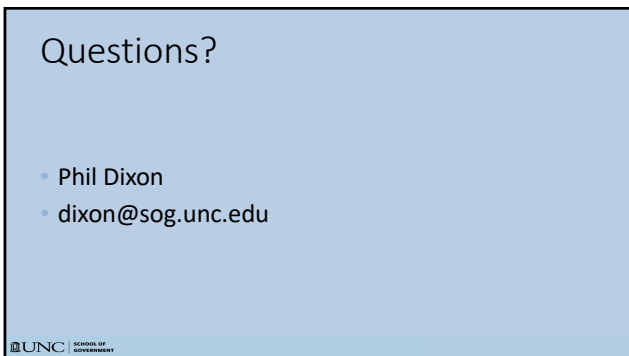 Questions?
Phil Dixon
dixon@sog.unc.edu
UNC SCHOOL OF GOVERNMENT